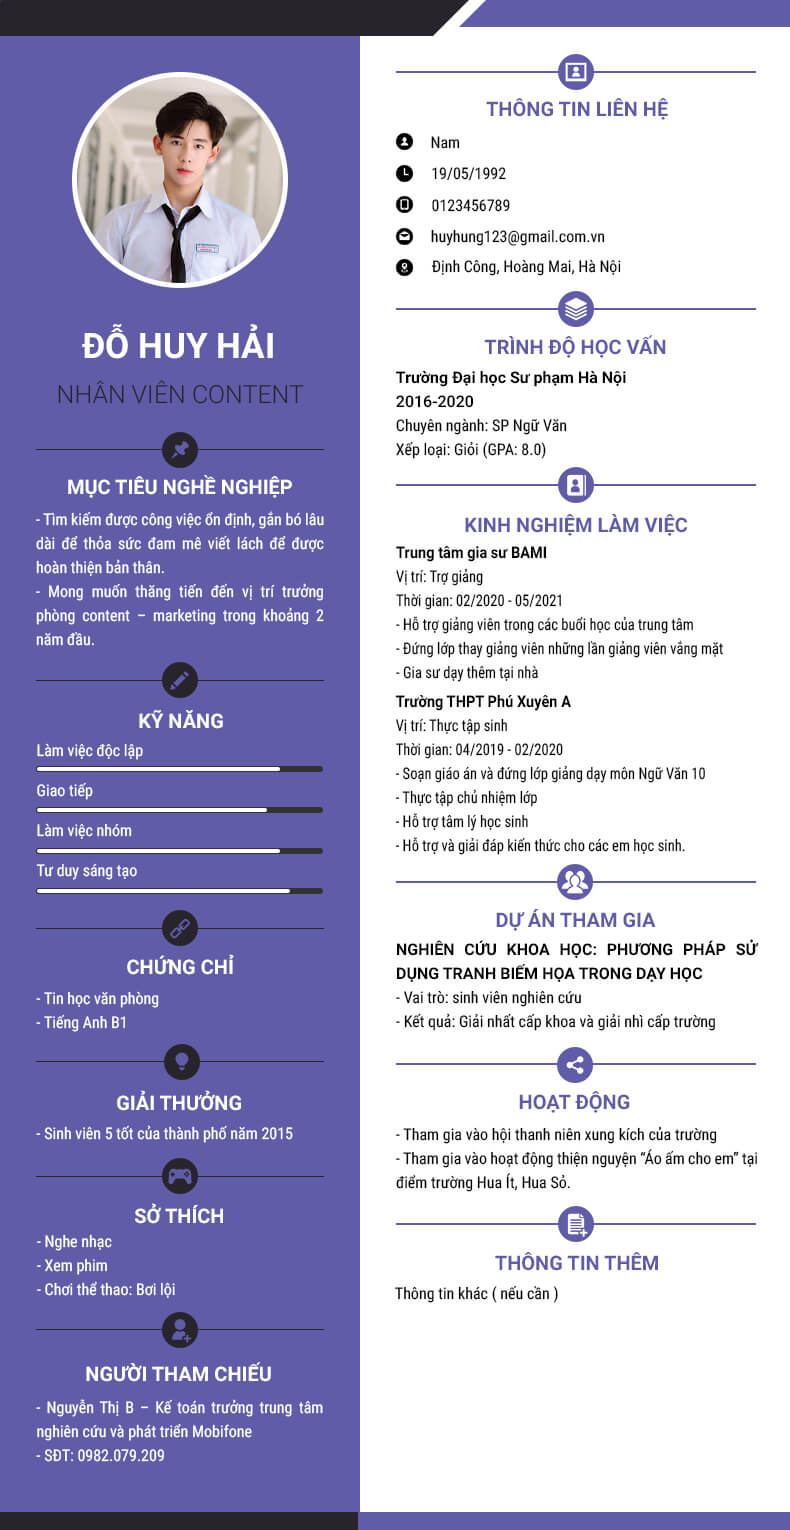 ĐỖ HUY HẢI
NHÂN VIÊN CONTENT
MỤC TIÊU NGHỀ NGHIỆP
- Tìm kiếm được công việc ổn định, gắn bó lâu
dài để thỏa sức đam mê viết lách để được
hoàn thiện bản thân.
- Mong muốn thăng tiến đến vị trí trưởng
phòng content – marketing trong khoảng 2
năm đầu.
KỸ NĂNG
Làm việc độc lập
Giao tiếp
Làm việc nhóm
Tư duy sáng tạo
CHỨNG CHỈ
- Tin học văn phòng
- Tiếng Anh B1
GIẢI THƯỞNG
- Sinh viên 5 tốt của thành phố năm 2015
SỞ THÍCH
- Nghe nhạc
- Xem phim
- Chơi thể thao: Bơi lội
NGƯỜI THAM CHIẾU
- Nguyễn Thị B – Kế toán trưởng trung tâm
nghiên cứu và phát triển Mobifone
- SĐT: 0982.079.209
THÔNG TIN LIÊN HỆ
Nam
19/05/1992
0123456789
huyhung123@gmail.com.vn
Định Công, Hoàng Mai, Hà Nội
TRÌNH ĐỘ HỌC VẤN
Trường Đại học Sư phạm Hà Nội
2016-2020
Chuyên ngành: SP Ngữ Văn
Xếp loại: Giỏi (GPA: 8.0)
KINH NGHIỆM LÀM VIỆC
Trung tâm gia sư BAMI
Vị trí: Trợ giảng
Thời gian: 02/2020 - 05/2021
- Hỗ trợ giảng viên trong các buổi học của trung tâm
- Đứng lớp thay giảng viên những lần giảng viên vắng mặt
- Gia sư dạy thêm tại nhà
Trường THPT Phú Xuyên A
Vị trí: Thực tập sinh
Thời gian: 04/2019 - 02/2020
- Soạn giáo án và đứng lớp giảng dạy môn Ngữ Văn 10
- Thực tập chủ nhiệm lớp
- Hỗ trợ tâm lý học sinh
- Hỗ trợ và giải đáp kiến thức cho các em học sinh.
DỰ ÁN THAM GIA
NGHIÊN CỨU KHOA HỌC: PHƯƠNG PHÁP SỬ
DỤNG TRANH BIẾM HỌA TRONG DẠY HỌC
- Vai trò: sinh viên nghiên cứu
- Kết quả: Giải nhất cấp khoa và giải nhì cấp trường
HOẠT ĐỘNG
- Tham gia vào hội thanh niên xung kích của trường
- Tham gia vào hoạt động thiện nguyện “Áo ấm cho em” tại
điểm trường Hua Ít, Hua Sỏ.
THÔNG TIN THÊM
Thông tin khác ( nếu cần )